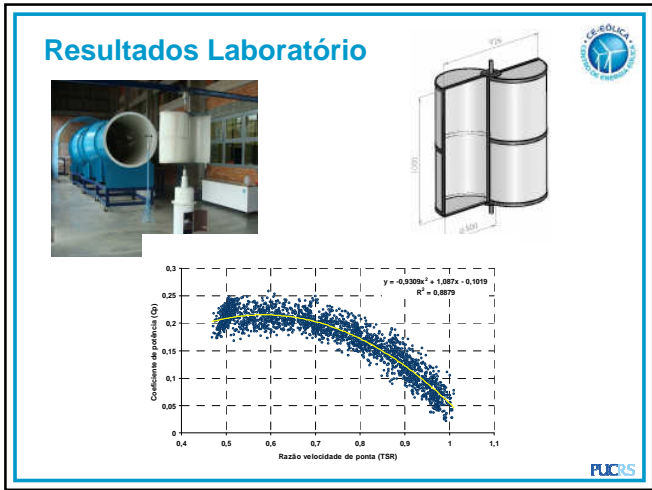 Resultados Laboratório
CE-EÓLICA
CENTRO DE ENERGIA EÓLICA
1000
y = -0,9309x² + 1,087x - 0,1019
R² = 0,8879
Coeficiente de potência (Cp)
0,3
0,25
0,2
0,15
0,1
0,05
0
0,4 0,5 0,6 0,7 0,8 0,9 1 1,1
Razão velocidade de ponta (TSR)
PUCRS